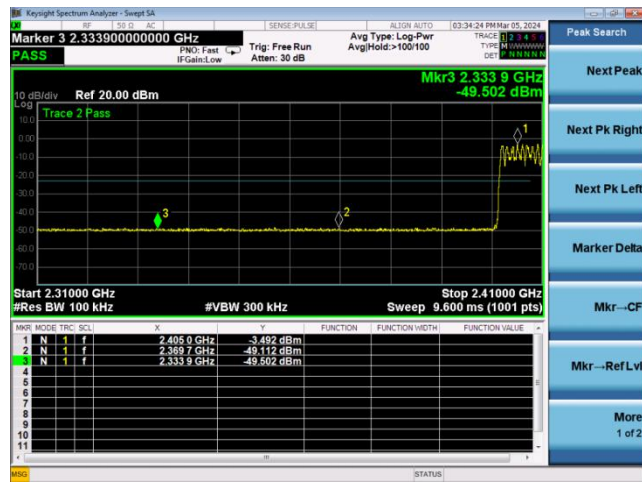 Keysight Spectrum Analyzer - Swept SA
RF 50 Ω AC SENSE:PULSE ALIGN AUTO 03:34:24 PM Mar 05, 2024
Marker 3 2.333900000000 GHz
PASS
PNO: Fast
IFGain:Low
Trig: Free Run
Atten: 30 dB
Avg Type: Log-Pwr
Avg|Hold:>100/100
TRACE 1 2 3 4 5 6
TYPE M WWWWW
DET P N N N N N
Peak Search
Mkr3 2.333 9 GHz
-49.502 dBm
10 dB/div Ref 20.00 dBm
Log
Trace 2 Pass
10.0
0.00
-10.0
-20.0
-30.0
-40.0
-50.0
-60.0
-70.0
1
2
3
Start 2.31000 GHz Stop 2.41000 GHz
#Res BW 100 kHz #VBW 300 kHz Sweep 9.600 ms (1001 pts)
MKR MODE TRC SCL X Y FUNCTION FUNCTION WIDTH FUNCTION VALUE
1 N 1 f 2.405 0 GHz -3.492 dBm
2 N 1 f 2.369 7 GHz -49.112 dBm
3 N 1 f 2.333 9 GHz -49.502 dBm
4
5
6
7
8
9
10
11
Next Peak
Next Pk Right
Next Pk Left
Marker Delta
Mkr→CF
Mkr→Ref Lvl
More
1 of 2
MSG STATUS